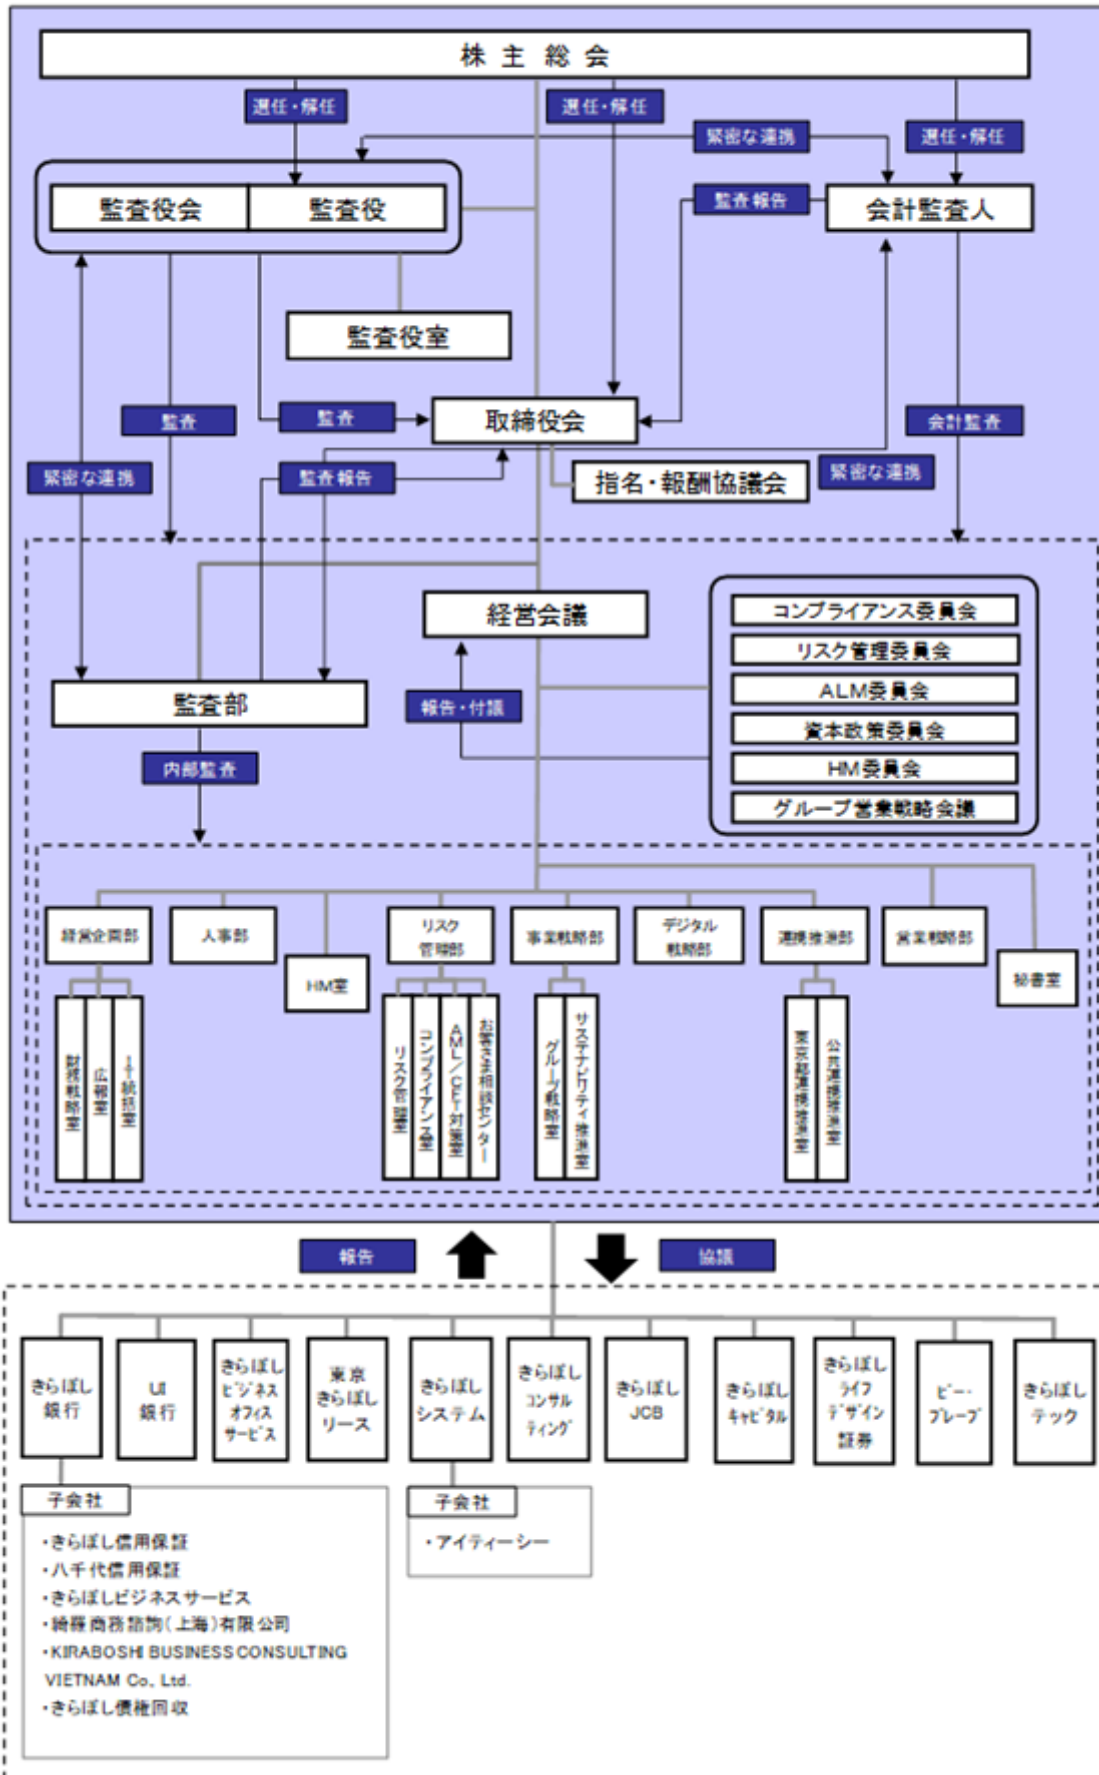 株主総会
選任・解任
選任・解任
緊密な連携
選任・解任
監査役会
監査役
監査報告
会計監査人
監査役室
監査
監査
取締役会
会計監査
緊密な連携
監査報告
指名・報酬協議会
緊密な連携
経営会議
コンプライアンス委員会
リスク管理委員会
ALM委員会
資本政策委員会
HM委員会
グループ営業戦略会議
監査部
報告・付議
内部監査
経営企画部
人事部
HM室
リスク
管理部
事業戦略部
デジタル
戦略部
連携推進部
営業戦略部
秘書室
財務戦略室
広報室
IT統括室
リスク管理室
コンプライアンス室
AML/CFT対策室
お客さま相談センター
グループ戦略室
サステナビリティ推進室
東京都連携推進室
公共連携推進室
報告
協議
きらぼし
銀行
UI
銀行
きらぼし
ビジネス
オフィス
サービス
東京
きらぼし
リース
きらぼし
システム
きらぼし
コンサル
ティング
きらぼし
JCB
きらぼし
キャピタル
きらぼし
ライフ
デザイン
証券
ビー・
ブレーブ
きらぼし
テック
子会社
・きらぼし信用保証
・八千代信用保証
・きらぼしビジネスサービス
・綺羅商務諮詢(上海)有限公司
・KIRABOSHI BUSINESS CONSULTING
VIETNAM Co., Ltd.
・きらぼし債権回収
子会社
・アイティーシー